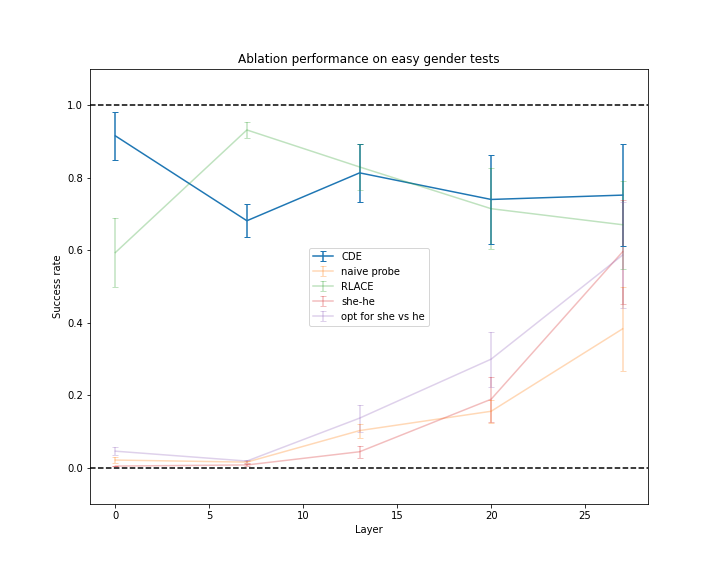 Ablation performance on easy gender tests
Success rate
1.0
0.8
0.6
0.4
0.2
0.0
CDE
naive probe
RLACE
she-he
opt for she vs he
0
5
10
15
20
25
Layer